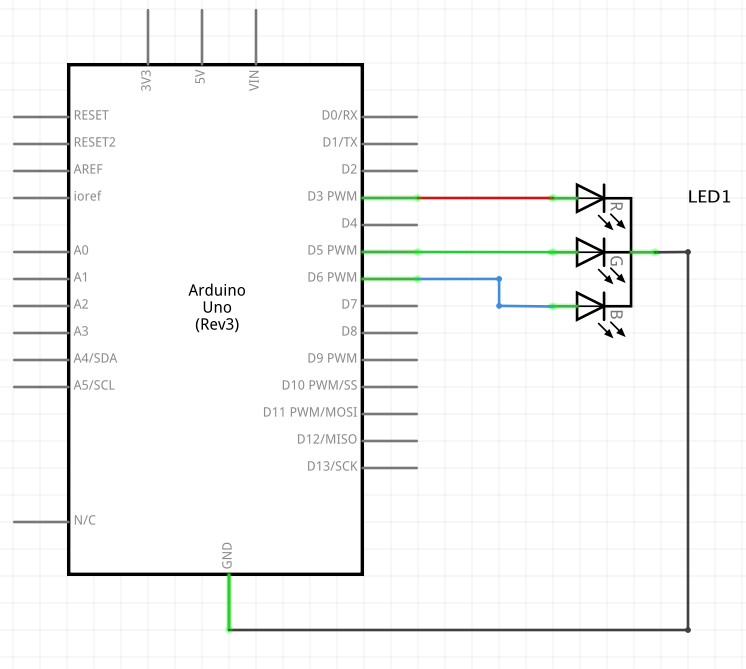 3V3
5V
VIN
RESET
RESET2
AREF
ioref
A0
A1
A2
A3
A4/SDA
A5/SCL
N/C
Arduino
Uno
(Rev3)
D0/RX
D1/TX
D2
D3 PWM
D4
D5 PWM
D6 PWM
D7
D8
D9 PWM
D10 PWM/SS
D11 PWM/MOSI
D12/MISO
D13/SCK
GND
R
G
B
LED1